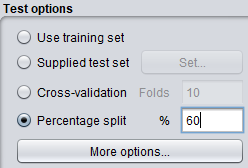 Test options
Use training set
Supplied test set Set...
Cross-validation Folds 10
Percentage split % 60
More options...